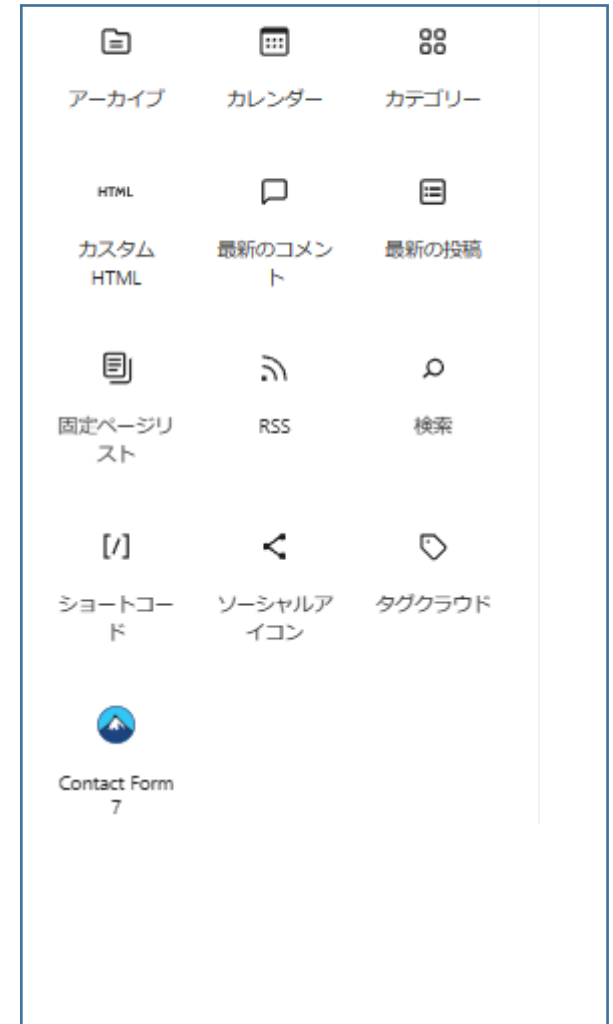 アーカイブ
カレンダー
カテゴリー
HTML
カスタム
HTML
最新のコメン
ト
最新の投稿
固定ページリ
スト
RSS
検索
[/]
ショートコー
ド
ソーシャルア
イコン
タグクラウド
Contact Form
7